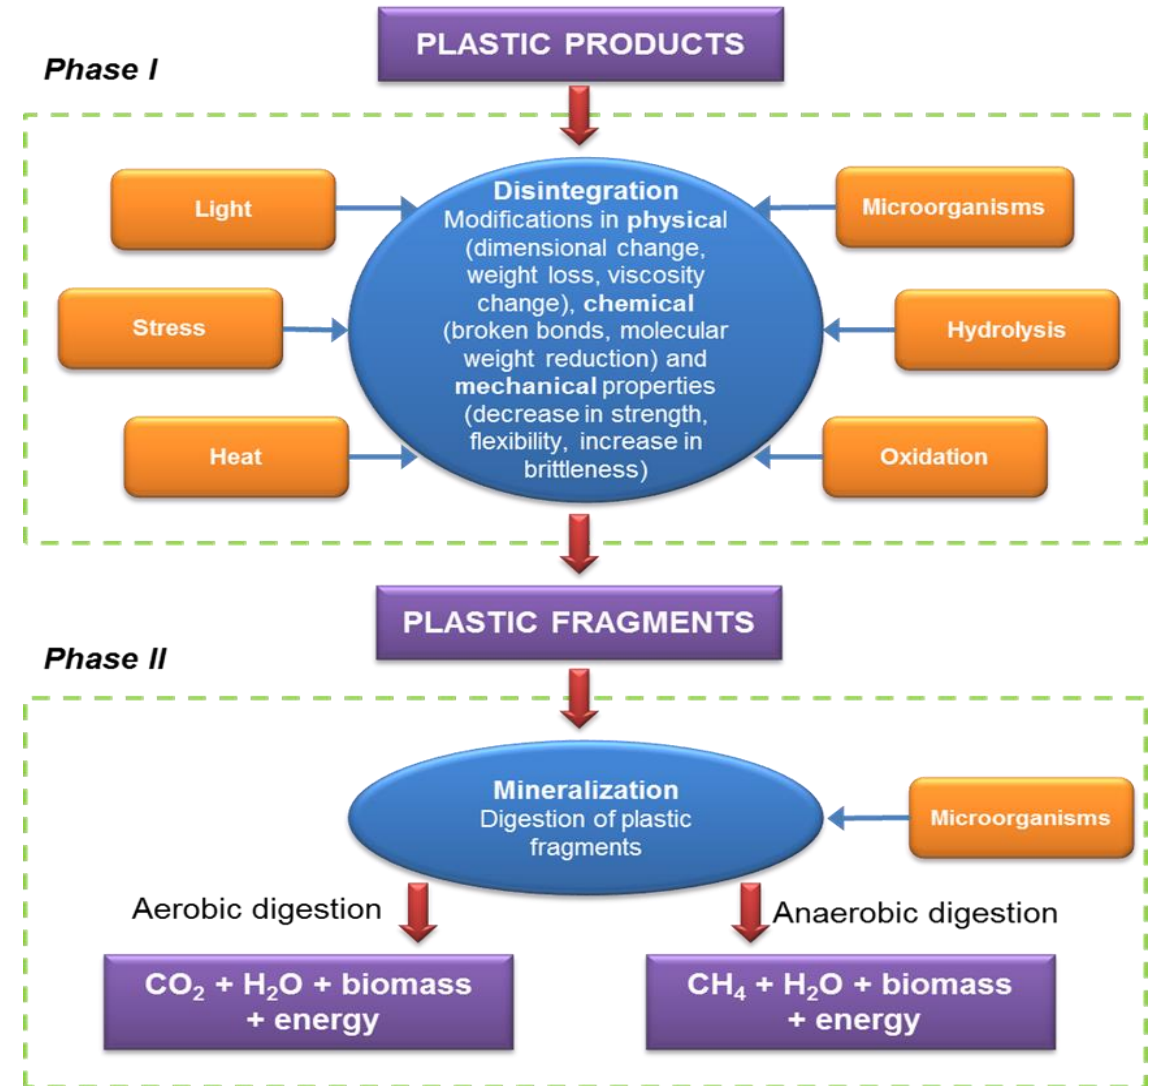 PLASTIC PRODUCTS
Phase I
Light
Stress
Heat
Disintegration
Modifications in physical
(dimensional change,
weight loss, viscosity
change), chemical
(broken bonds, molecular
weight reduction) and
mechanical properties
(decrease in strength,
flexibility, increase in
brittleness)
Microorganisms
Hydrolysis
Oxidation
PLASTIC FRAGMENTS
Phase II
Mineralization
Digestion of plastic
fragments
Microorganisms
Aerobic digestion
Anaerobic digestion
CO₂ + H₂O + biomass
+ energy
CH₄ + H₂O + biomass
+ energy